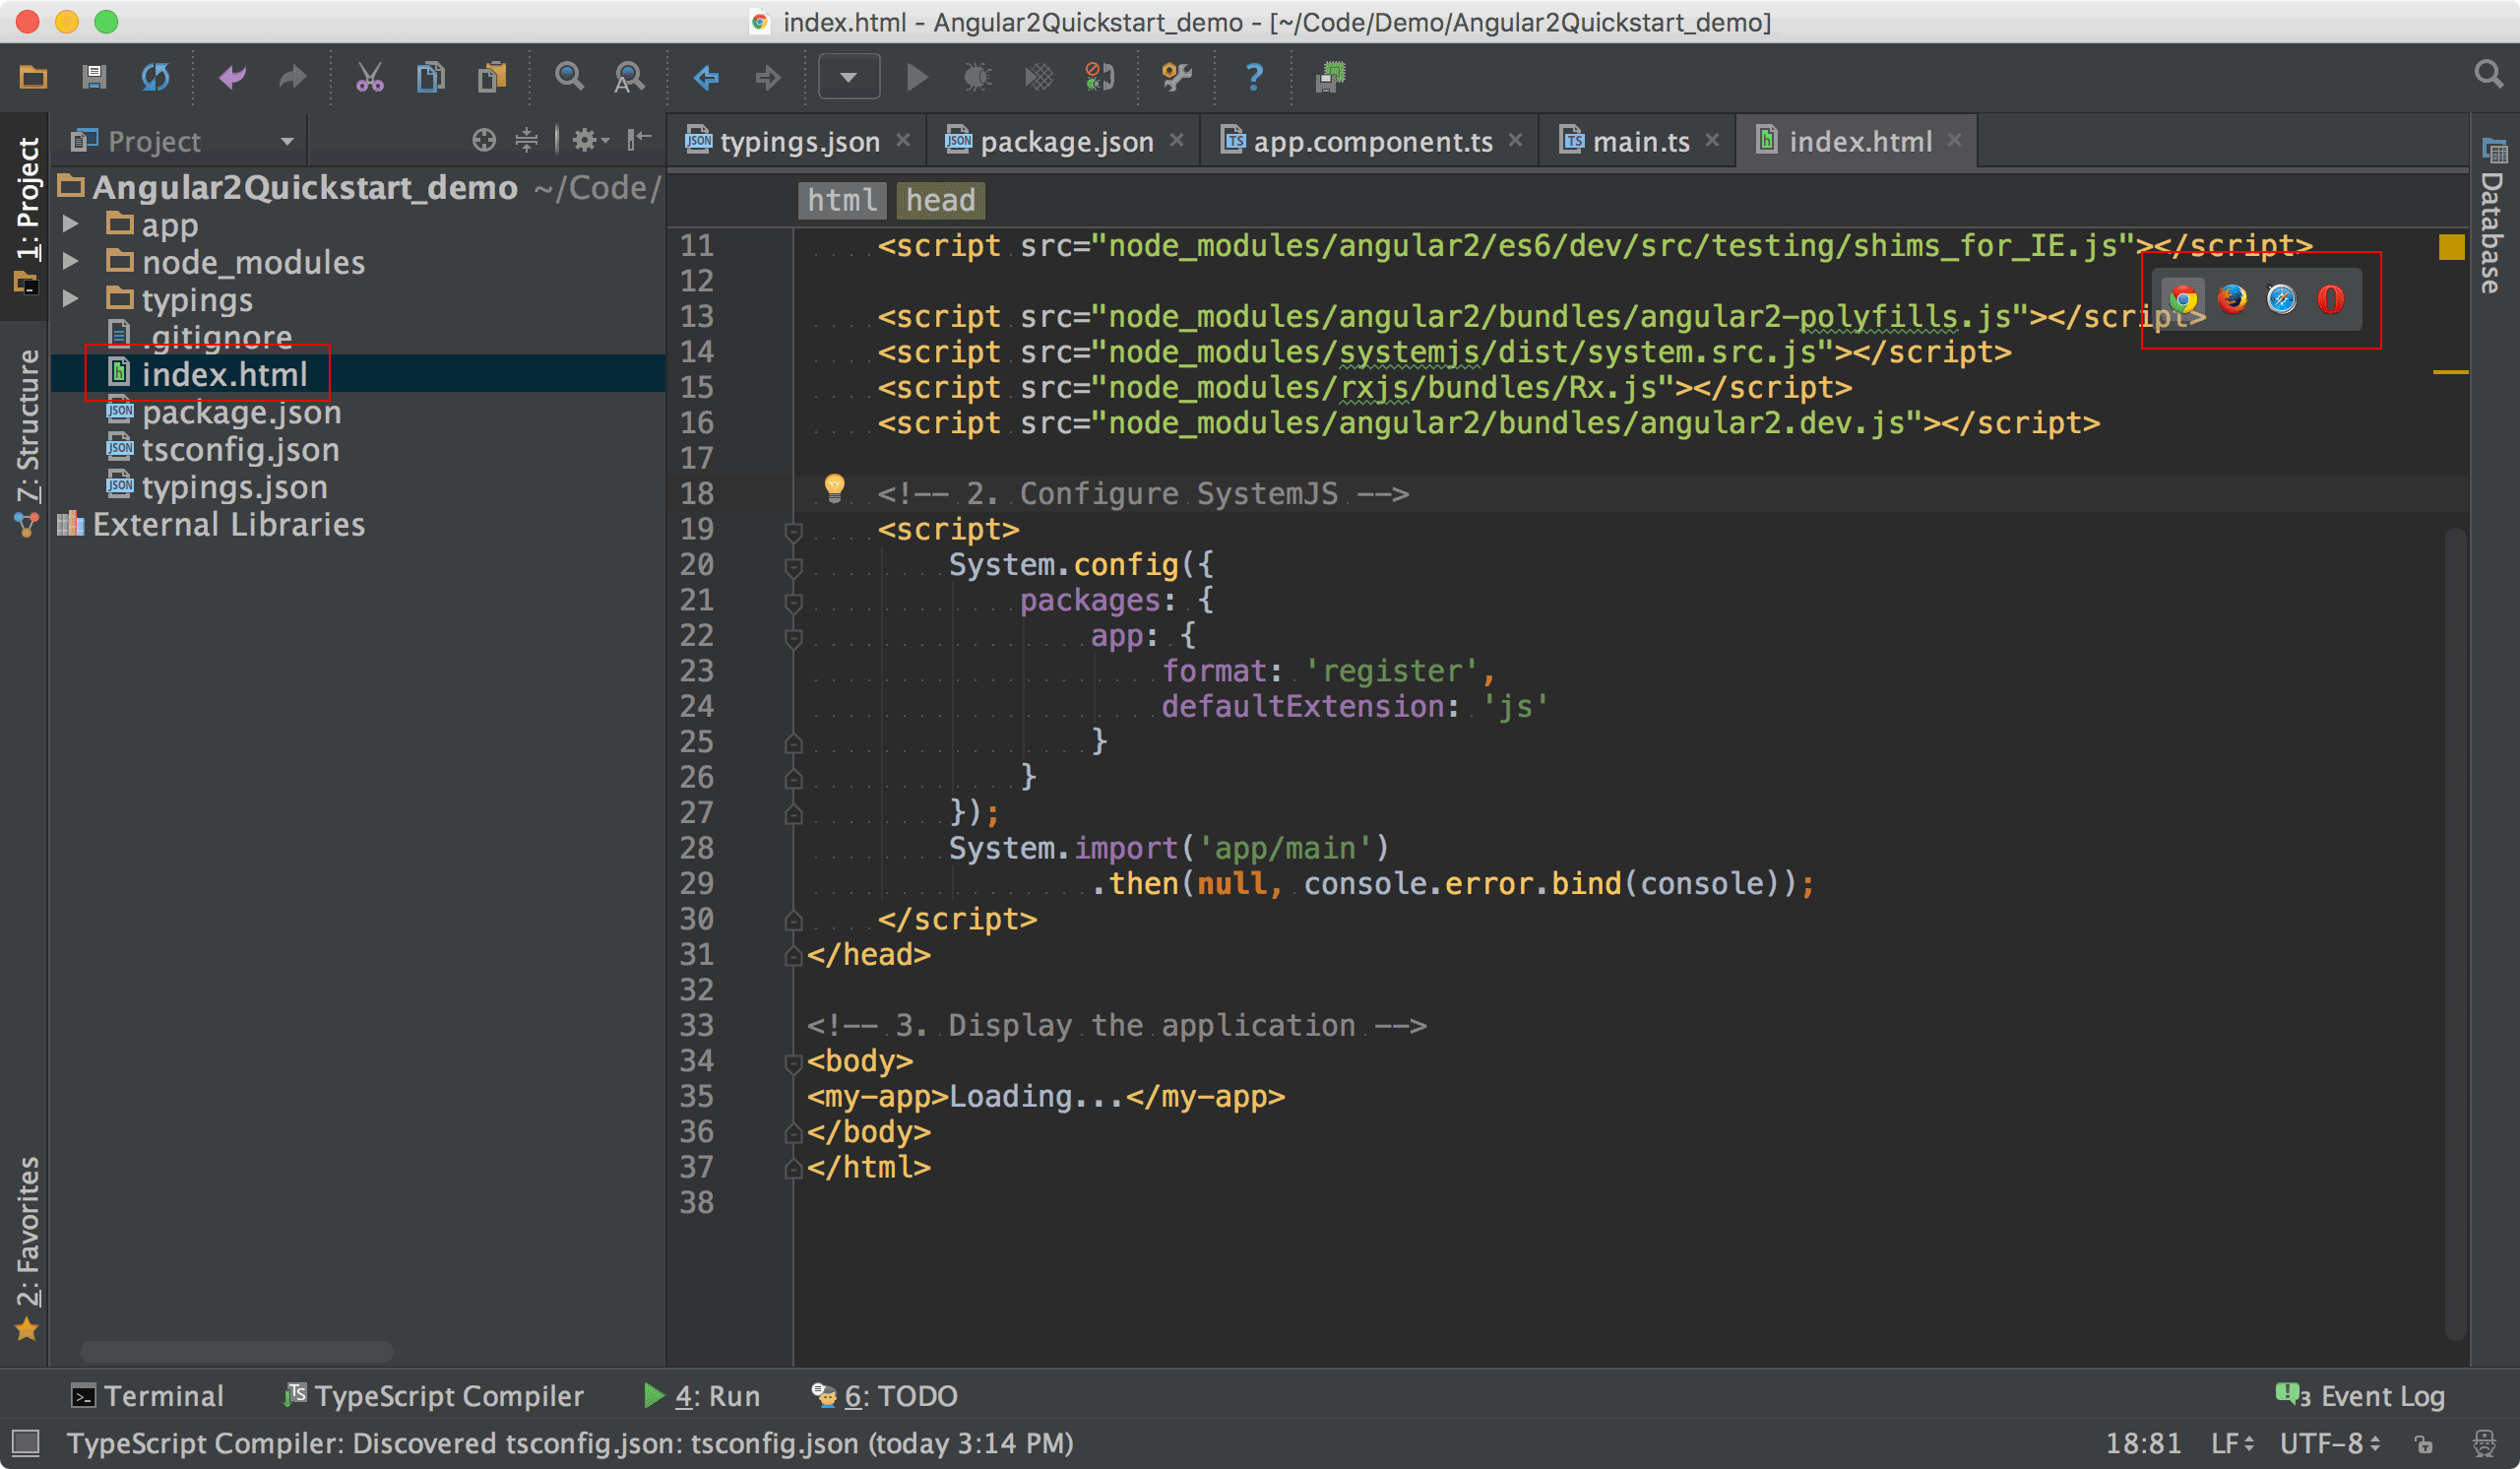 index.html - Angular2Quickstart_demo - [~/Code/Demo/Angular2Quickstart_demo]
Project
typings.json
package.json
app.component.ts
main.ts
index.html
1: Project
7: Structure
2: Favorites
Angular2Quickstart_demo ~/Code/
app
node_modules
typings
.gitignore
index.html
package.json
tsconfig.json
typings.json
External Libraries
html head
11 <script src="node_modules/angular2/es6/dev/src/testing/shims_for_IE.js"></script>
12
13 <script src="node_modules/angular2/bundles/angular2-polyfills.js"></script>
14 <script src="node_modules/systemjs/dist/system.src.js"></script>
15 <script src="node_modules/rxjs/bundles/Rx.js"></script>
16 <script src="node_modules/angular2/bundles/angular2.dev.js"></script>
17
18 <!-- 2. Configure SystemJS -->
19 <script>
20 System.config({
21 packages: {
22 app: {
23 format: 'register',
24 defaultExtension: 'js'
25 }
26 }
27 });
28 System.import('app/main')
29 .then(null, console.error.bind(console));
30 </script>
31 </head>
32
33 <!-- 3. Display the application -->
34 <body>
35 <my-app>Loading...</my-app>
36 </body>
37 </html>
38
Database
Terminal
TypeScript Compiler
4: Run
6: TODO
3 Event Log
TypeScript Compiler: Discovered tsconfig.json: tsconfig.json (today 3:14 PM)
18:81 LF UTF-8